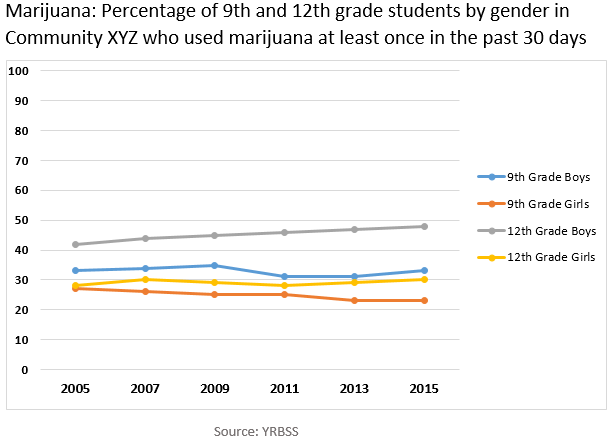 Marijuana: Percentage of 9th and 12th grade students by gender in
Community XYZ who used marijuana at least once in the past 30 days
100
90
80
70
60
50
40
30
20
10
0
2005 2007 2009 2011 2013 2015
9th Grade Boys
9th Grade Girls
12th Grade Boys
12th Grade Girls
Source: YRBSS